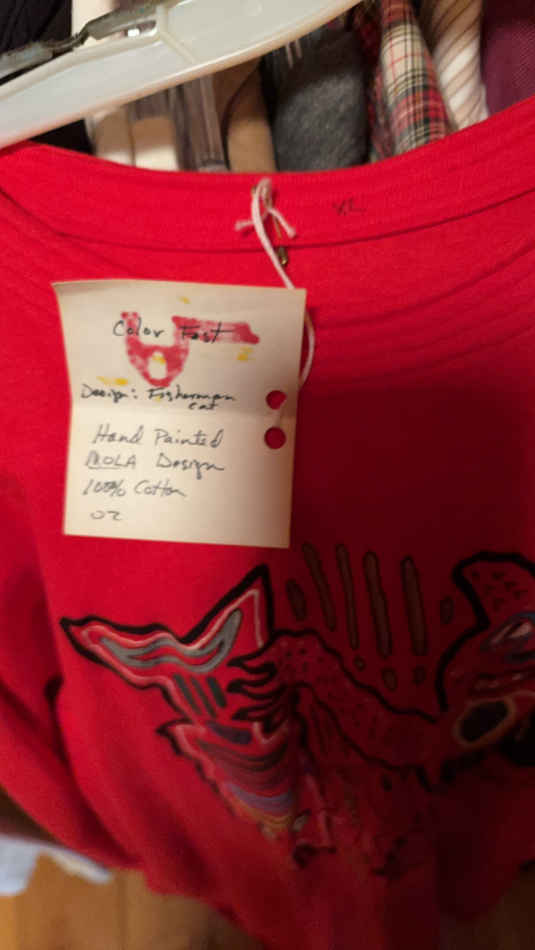 XL
Color Fast
Design: Fisherman
cat
Hand Painted
MOLA Design
100% Cotton